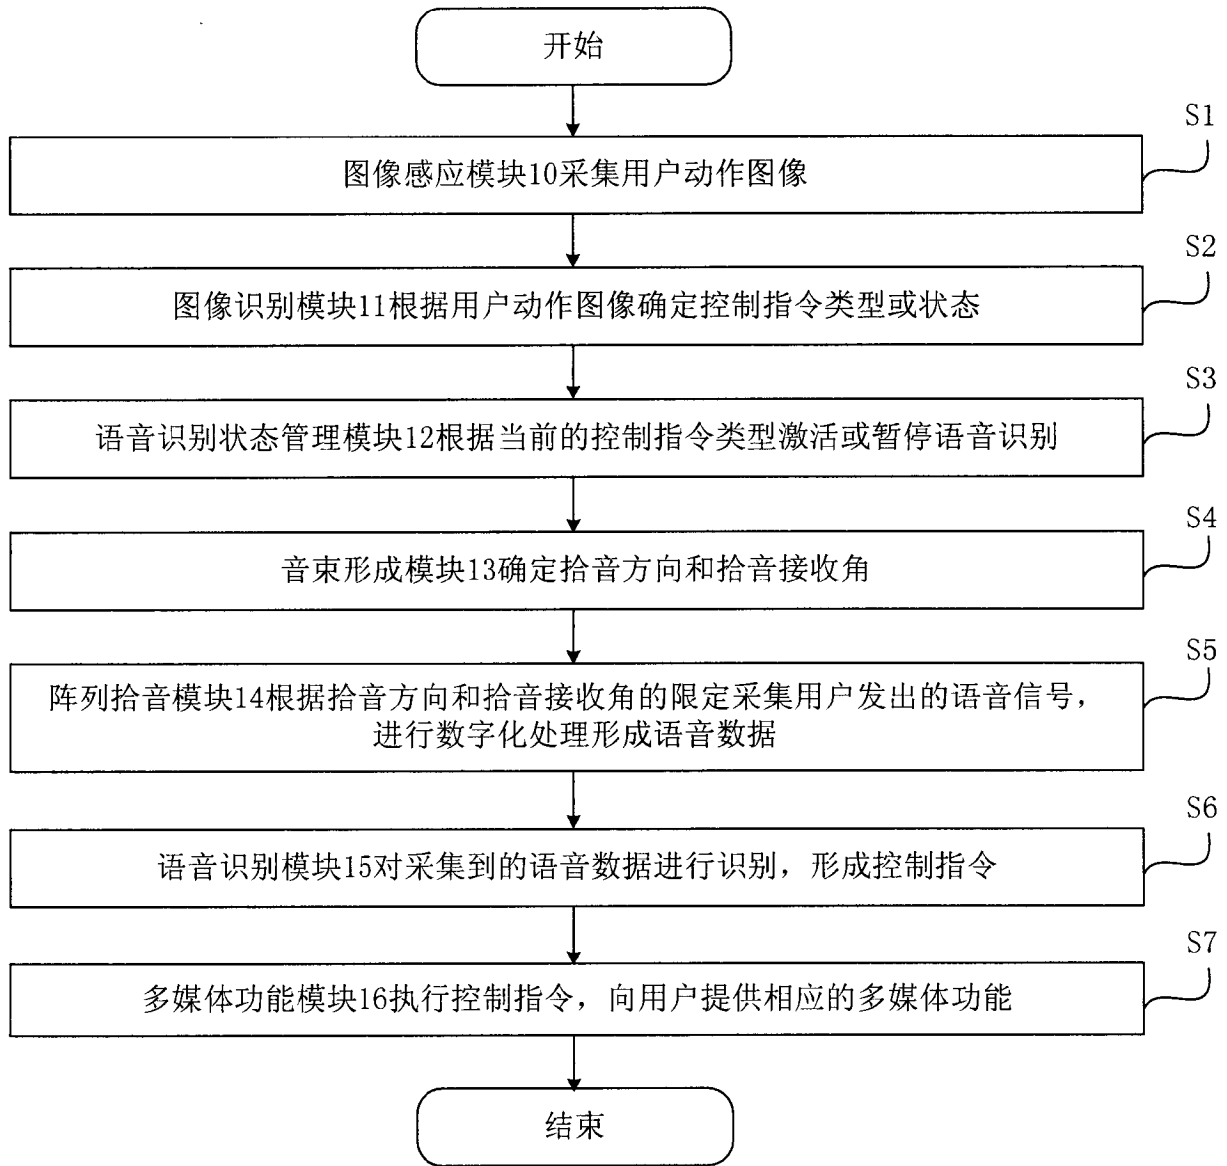 开始
S1
图像感应模块10采集用户动作图像
S2
图像识别模块11根据用户动作图像确定控制指令类型或状态
S3
语音识别状态管理模块12根据当前的控制指令类型激活或暂停语音识别
S4
音束形成模块13确定拾音方向和拾音接收角
S5
阵列拾音模块14根据拾音方向和拾音接收角的限定采集用户发出的语音信号，
进行数字化处理形成语音数据
S6
语音识别模块15对采集到的语音数据进行识别，形成控制指令
S7
多媒体功能模块16执行控制指令，向用户提供相应的多媒体功能
结束